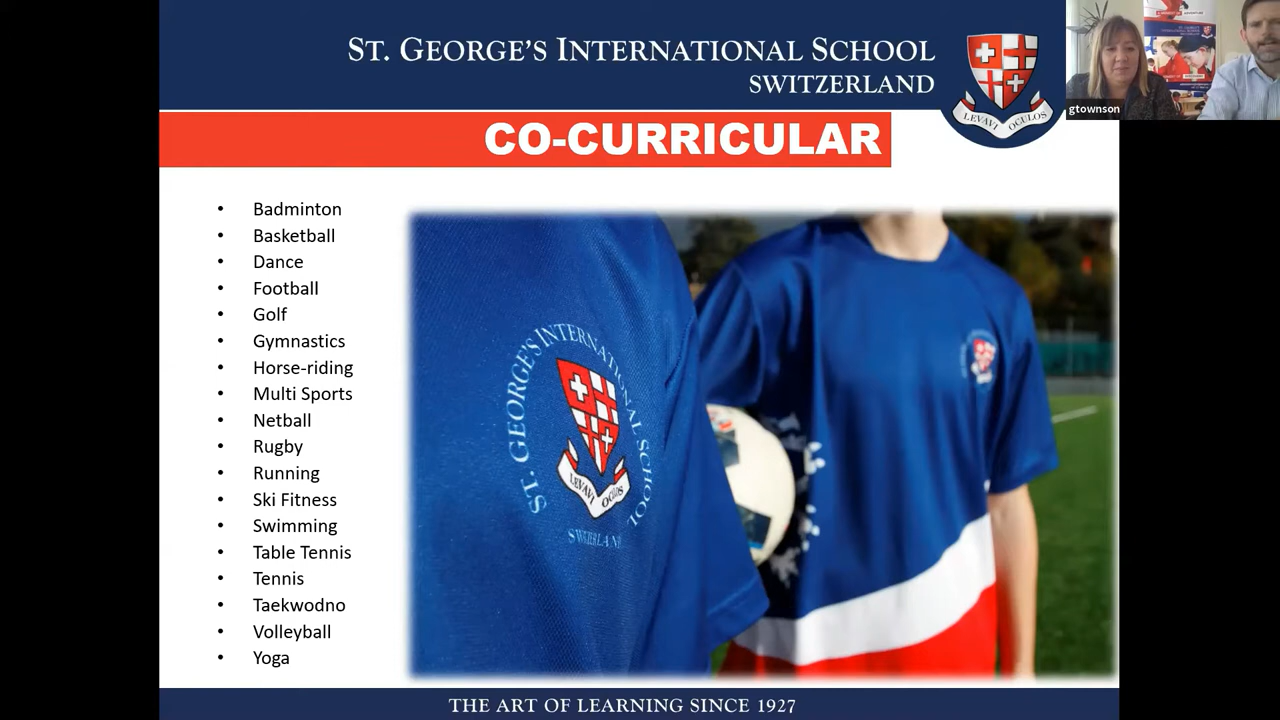 ST. GEORGE'S INTERNATIONAL SCHOOL
SWITZERLAND
LEVAVI OCULOS
gtownson
CO-CURRICULAR
• Badminton
• Basketball
• Dance
• Football
• Golf
• Gymnastics
• Horse-riding
• Multi Sports
• Netball
• Rugby
• Running
• Ski Fitness
• Swimming
• Table Tennis
• Tennis
• Taekwodno
• Volleyball
• Yoga
ST. GEORGE'S INTERNATIONAL SCHOOL
LEVAVI OCULOS
SWITZERLAND
THE ART OF LEARNING SINCE 1927